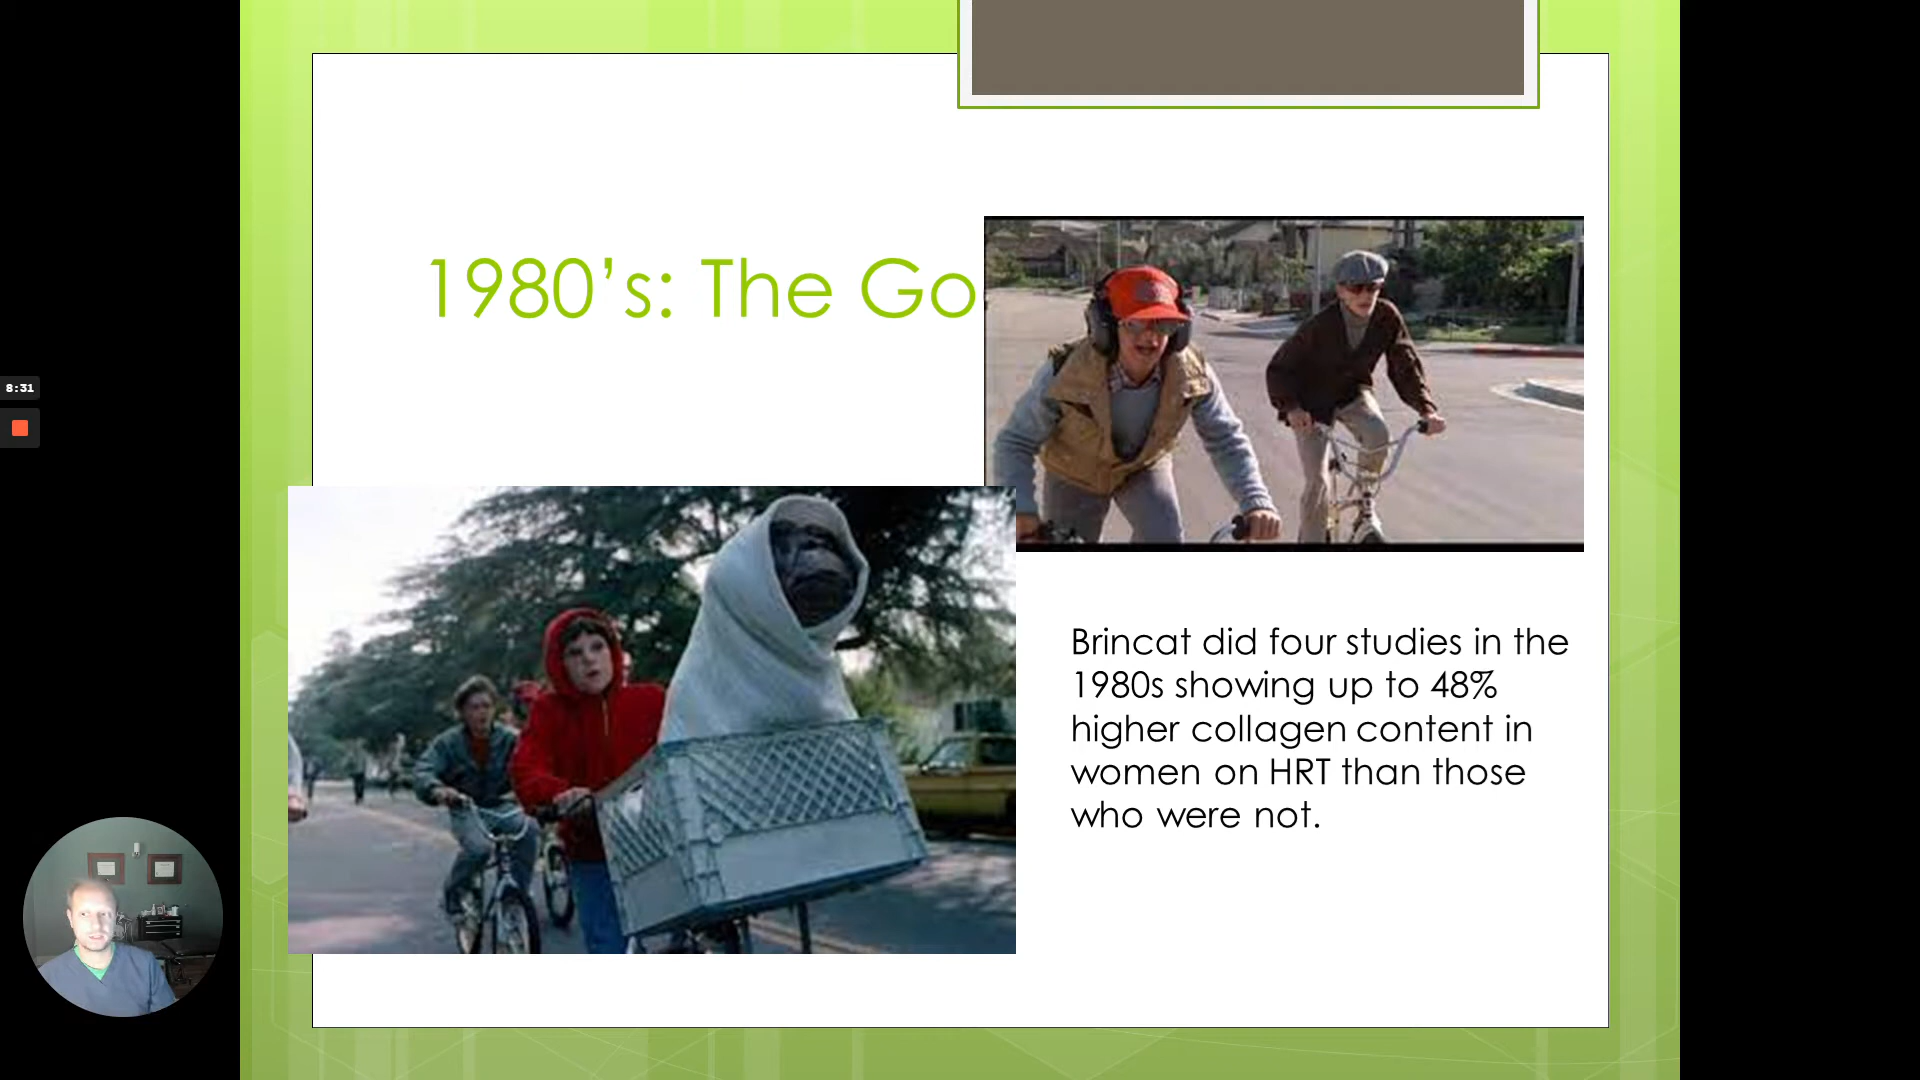 1980’s: The Go
8:31
Brincat did four studies in the
1980s showing up to 48%
higher collagen content in
women on HRT than those
who were not.